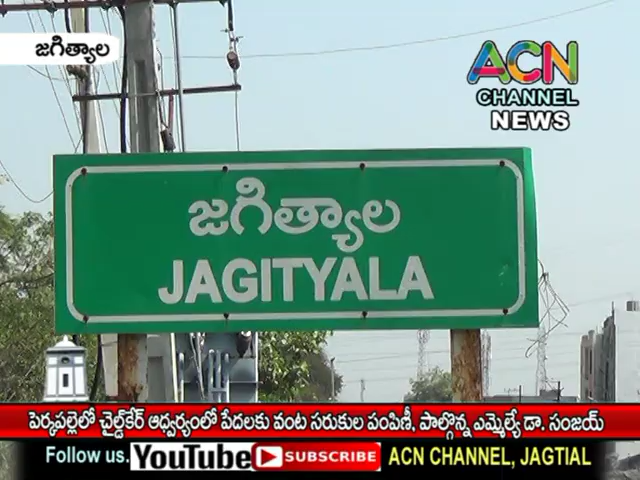 జగిత్యాల
ACN
CHANNEL
NEWS
జగిత్యాల
JAGITYALA
పెర్కపల్లెలో చైల్డ్‌కేర్ ఆధ్వర్యంలో పేదలకు వంట సరుకుల పంపిణీ, పాల్గొన్న ఎమ్మెల్యే డా. సంజయ్
Follow us. YouTube SUBSCRIBE ACN CHANNEL, JAGTIAL